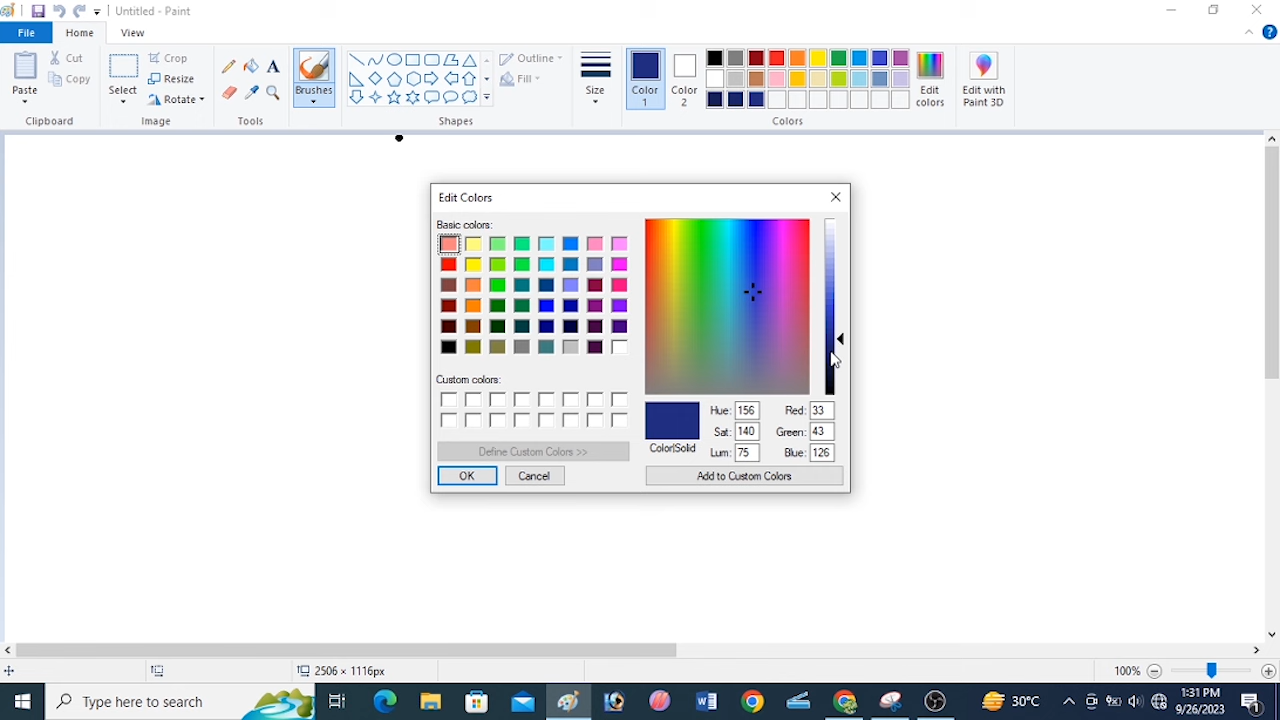 Untitled - Paint
File Home View
Paste
Cut
Copy
Clipboard
Select
Crop
Resize
Rotate
Image
Tools
Brushes
Outline
Fill
Shapes
Size
Color 1
Color 2
Edit colors
Colors
Edit with Paint 3D
Edit Colors
Basic colors:
Custom colors:
Define Custom Colors >>
OK Cancel
Color|Solid
Hue: 156 Red: 33
Sat: 140 Green: 43
Lum: 75 Blue: 126
Add to Custom Colors
2506 × 1116px
100%
Type here to search
30°C
1:31 PM
9/26/2023